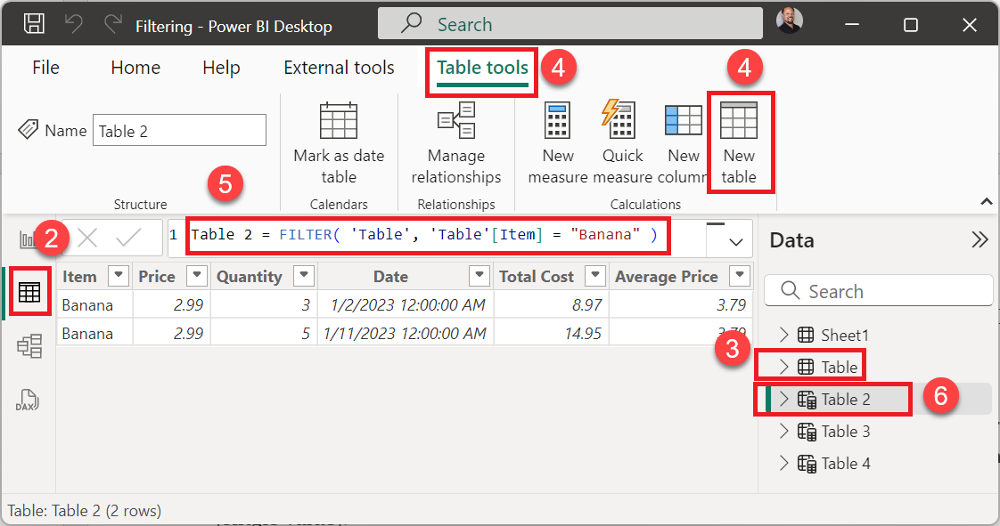 Filtering - Power BI Desktop
Search
File Home Help External tools Table tools 4 4
Name Table 2
Mark as date table
Manage relationships
New measure
Quick measure
New column
New table
5
Structure Calendars Relationships Calculations
2
1 Table 2 = FILTER( 'Table', 'Table'[Item] = "Banana" )
Data
Item Price Quantity Date Total Cost Average Price
Banana 2.99 3 1/2/2023 12:00:00 AM 8.97 3.79
Banana 2.99 5 1/11/2023 12:00:00 AM 14.95 3.79
Search
Sheet1
3
Table
Table 2
6
Table 3
Table 4
DAX
Table: Table 2 (2 rows)